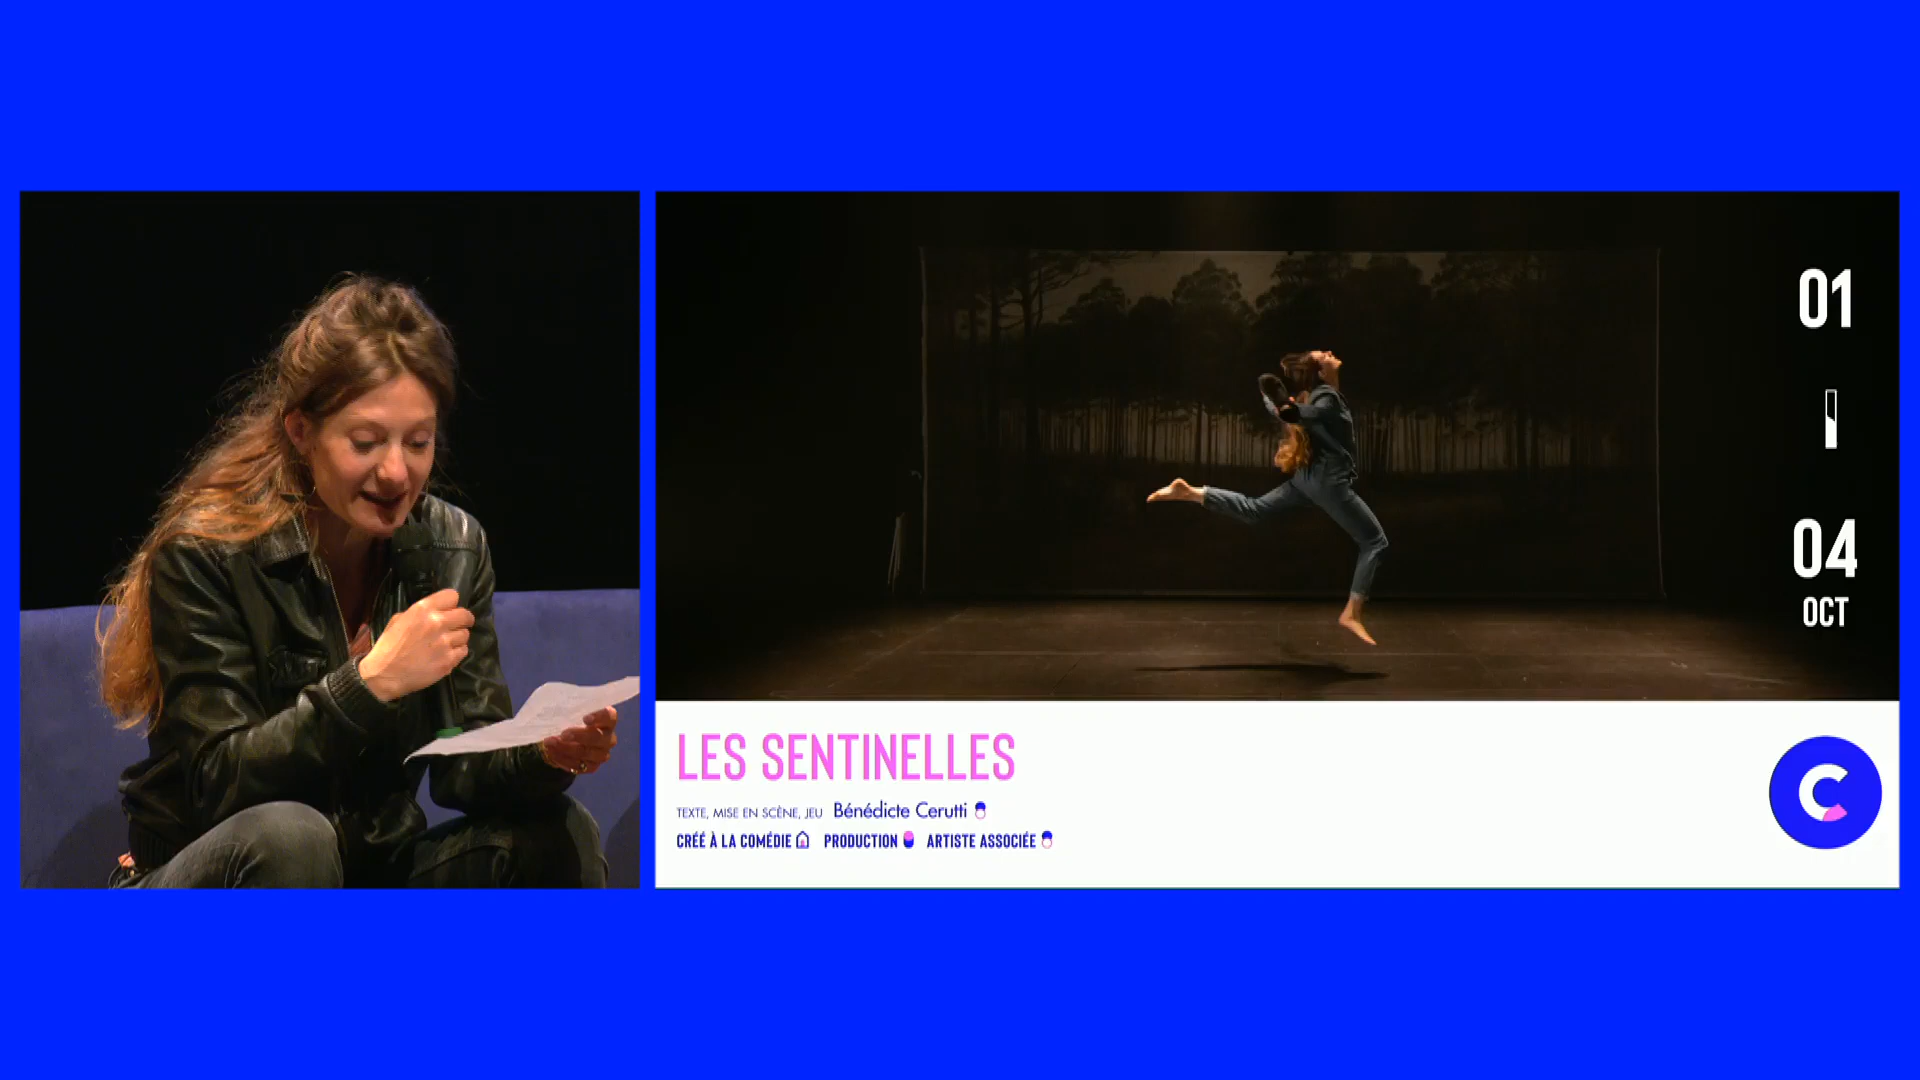 01
04
OCT
LES SENTINELLES
TEXTE, MISE EN SCÈNE, JEU Bénédicte Cerutti
CRÉÉ À LA COMÉDIE PRODUCTION ARTISTE ASSOCIÉE
C